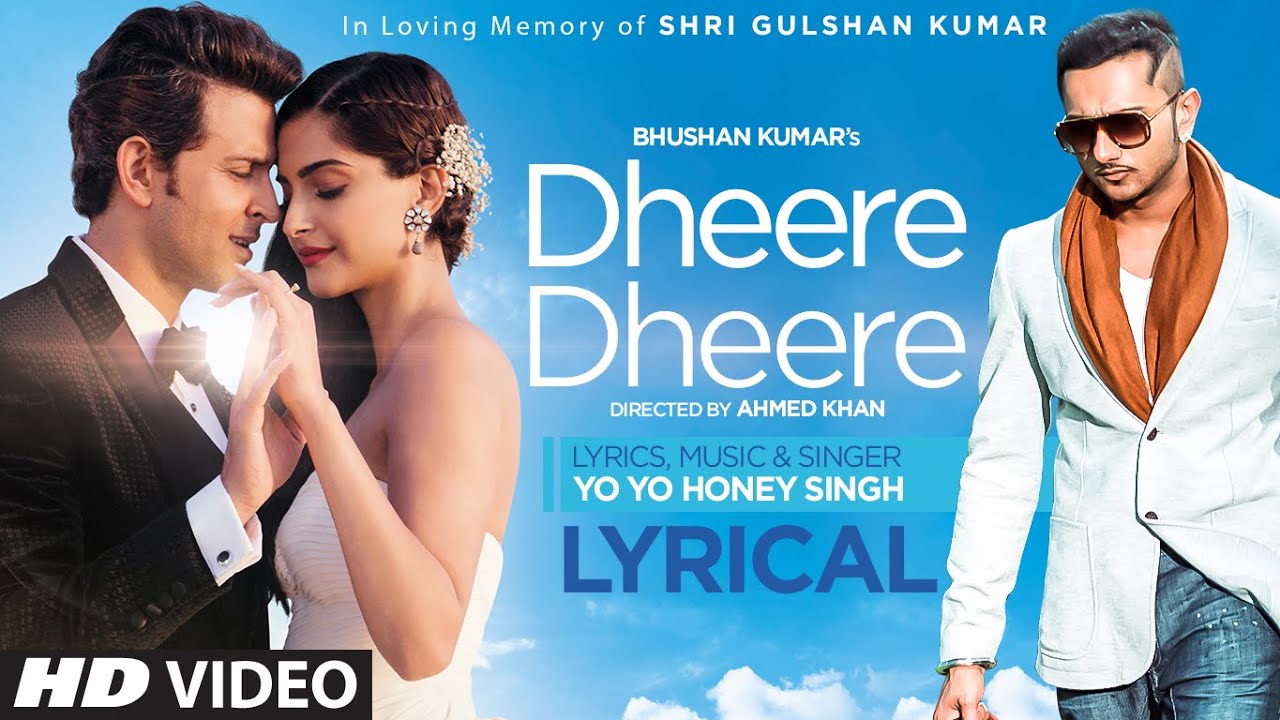 In Loving Memory of SHRI GULSHAN KUMAR
BHUSHAN KUMAR's
Dheere
Dheere
DIRECTED BY AHMED KHAN
LYRICS, MUSIC & SINGER
YO YO HONEY SINGH
LYRICAL
HD VIDEO